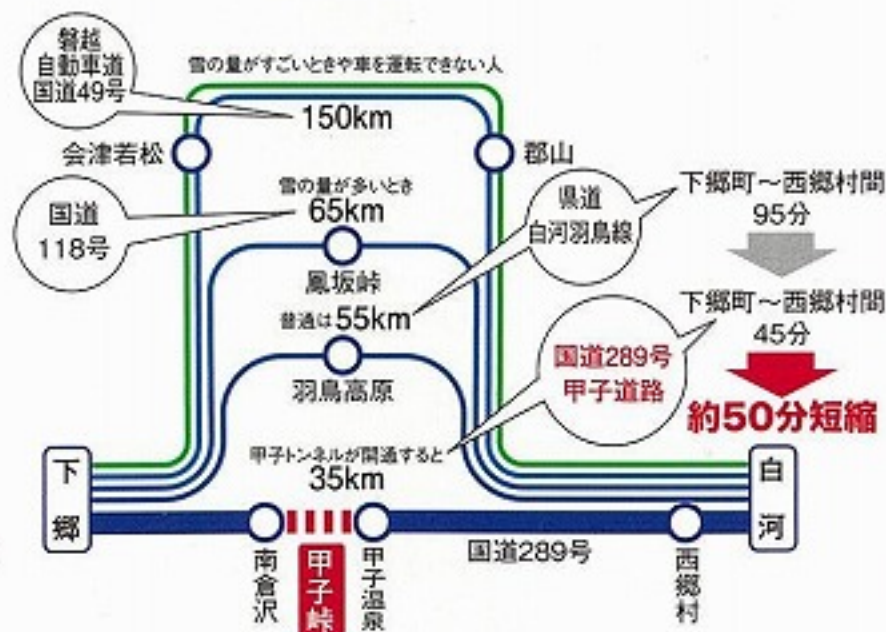 磐越
自動車道
国道49号
雪の量がすごいときや車を運転できない人
150km
会津若松
郡山
国道
118号
雪の量が多いとき
65km
鳳坂峠
県道
白河羽鳥線
下郷町〜西郷村間
95分
普通は55km
羽鳥高原
下郷町〜西郷村間
45分
国道289号
甲子道路
約50分短縮
甲子トンネルが開通すると
35km
下郷
白河
南倉沢
甲子峠
甲子温泉
国道289号
西郷村